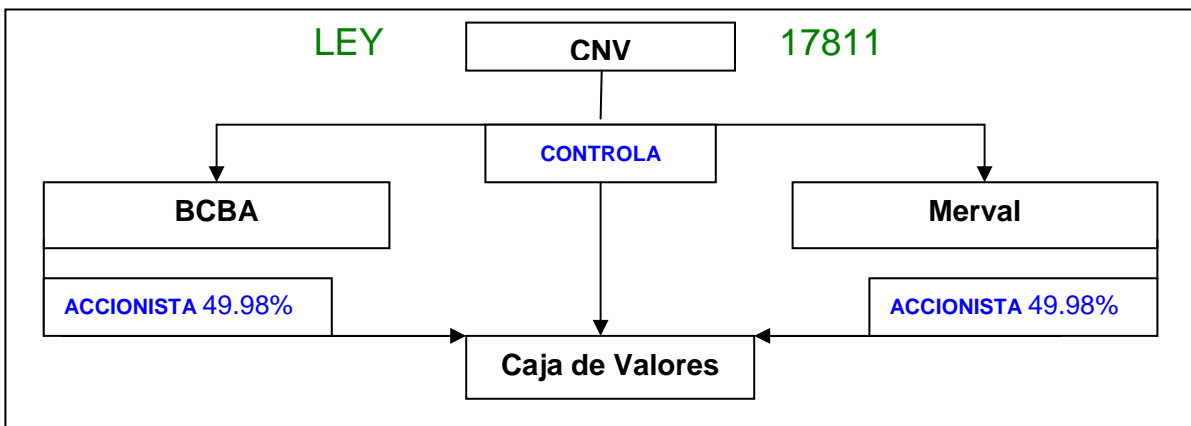 LEY CNV 17811
CONTROLA
BCBA Merval
ACCIONISTA 49.98% ACCIONISTA 49.98%
Caja de Valores